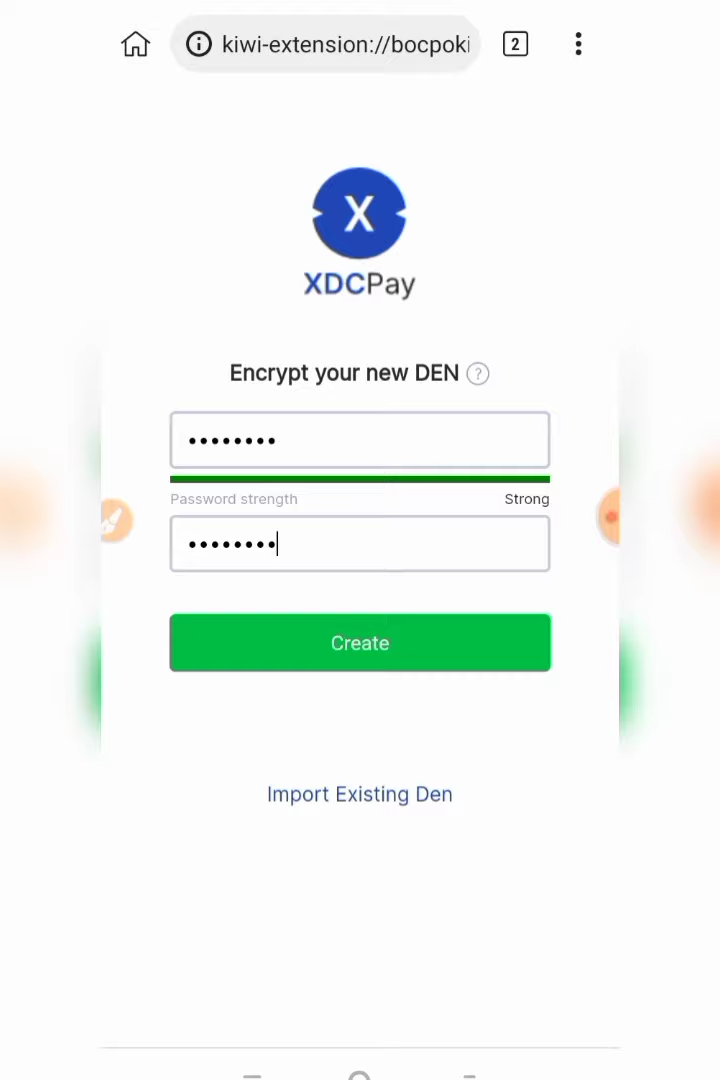 kiwi-extension://bocpoki
2
X
XDCPay
Encrypt your new DEN ?
••••••••
Password strength Strong
••••••••
Create
Import Existing Den